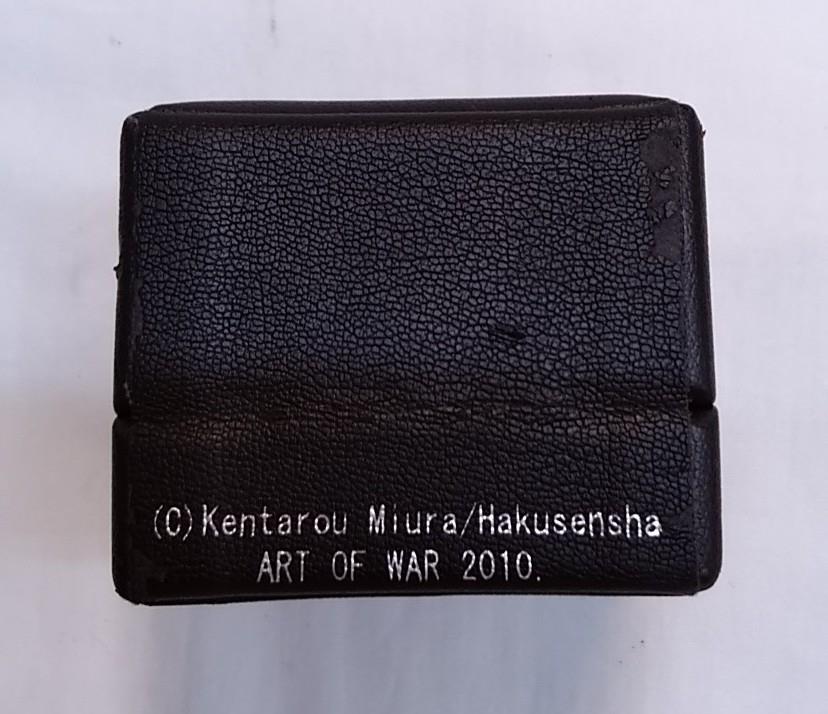 (C)Kentarou Miura/Hakusensha
ART OF WAR 2010.